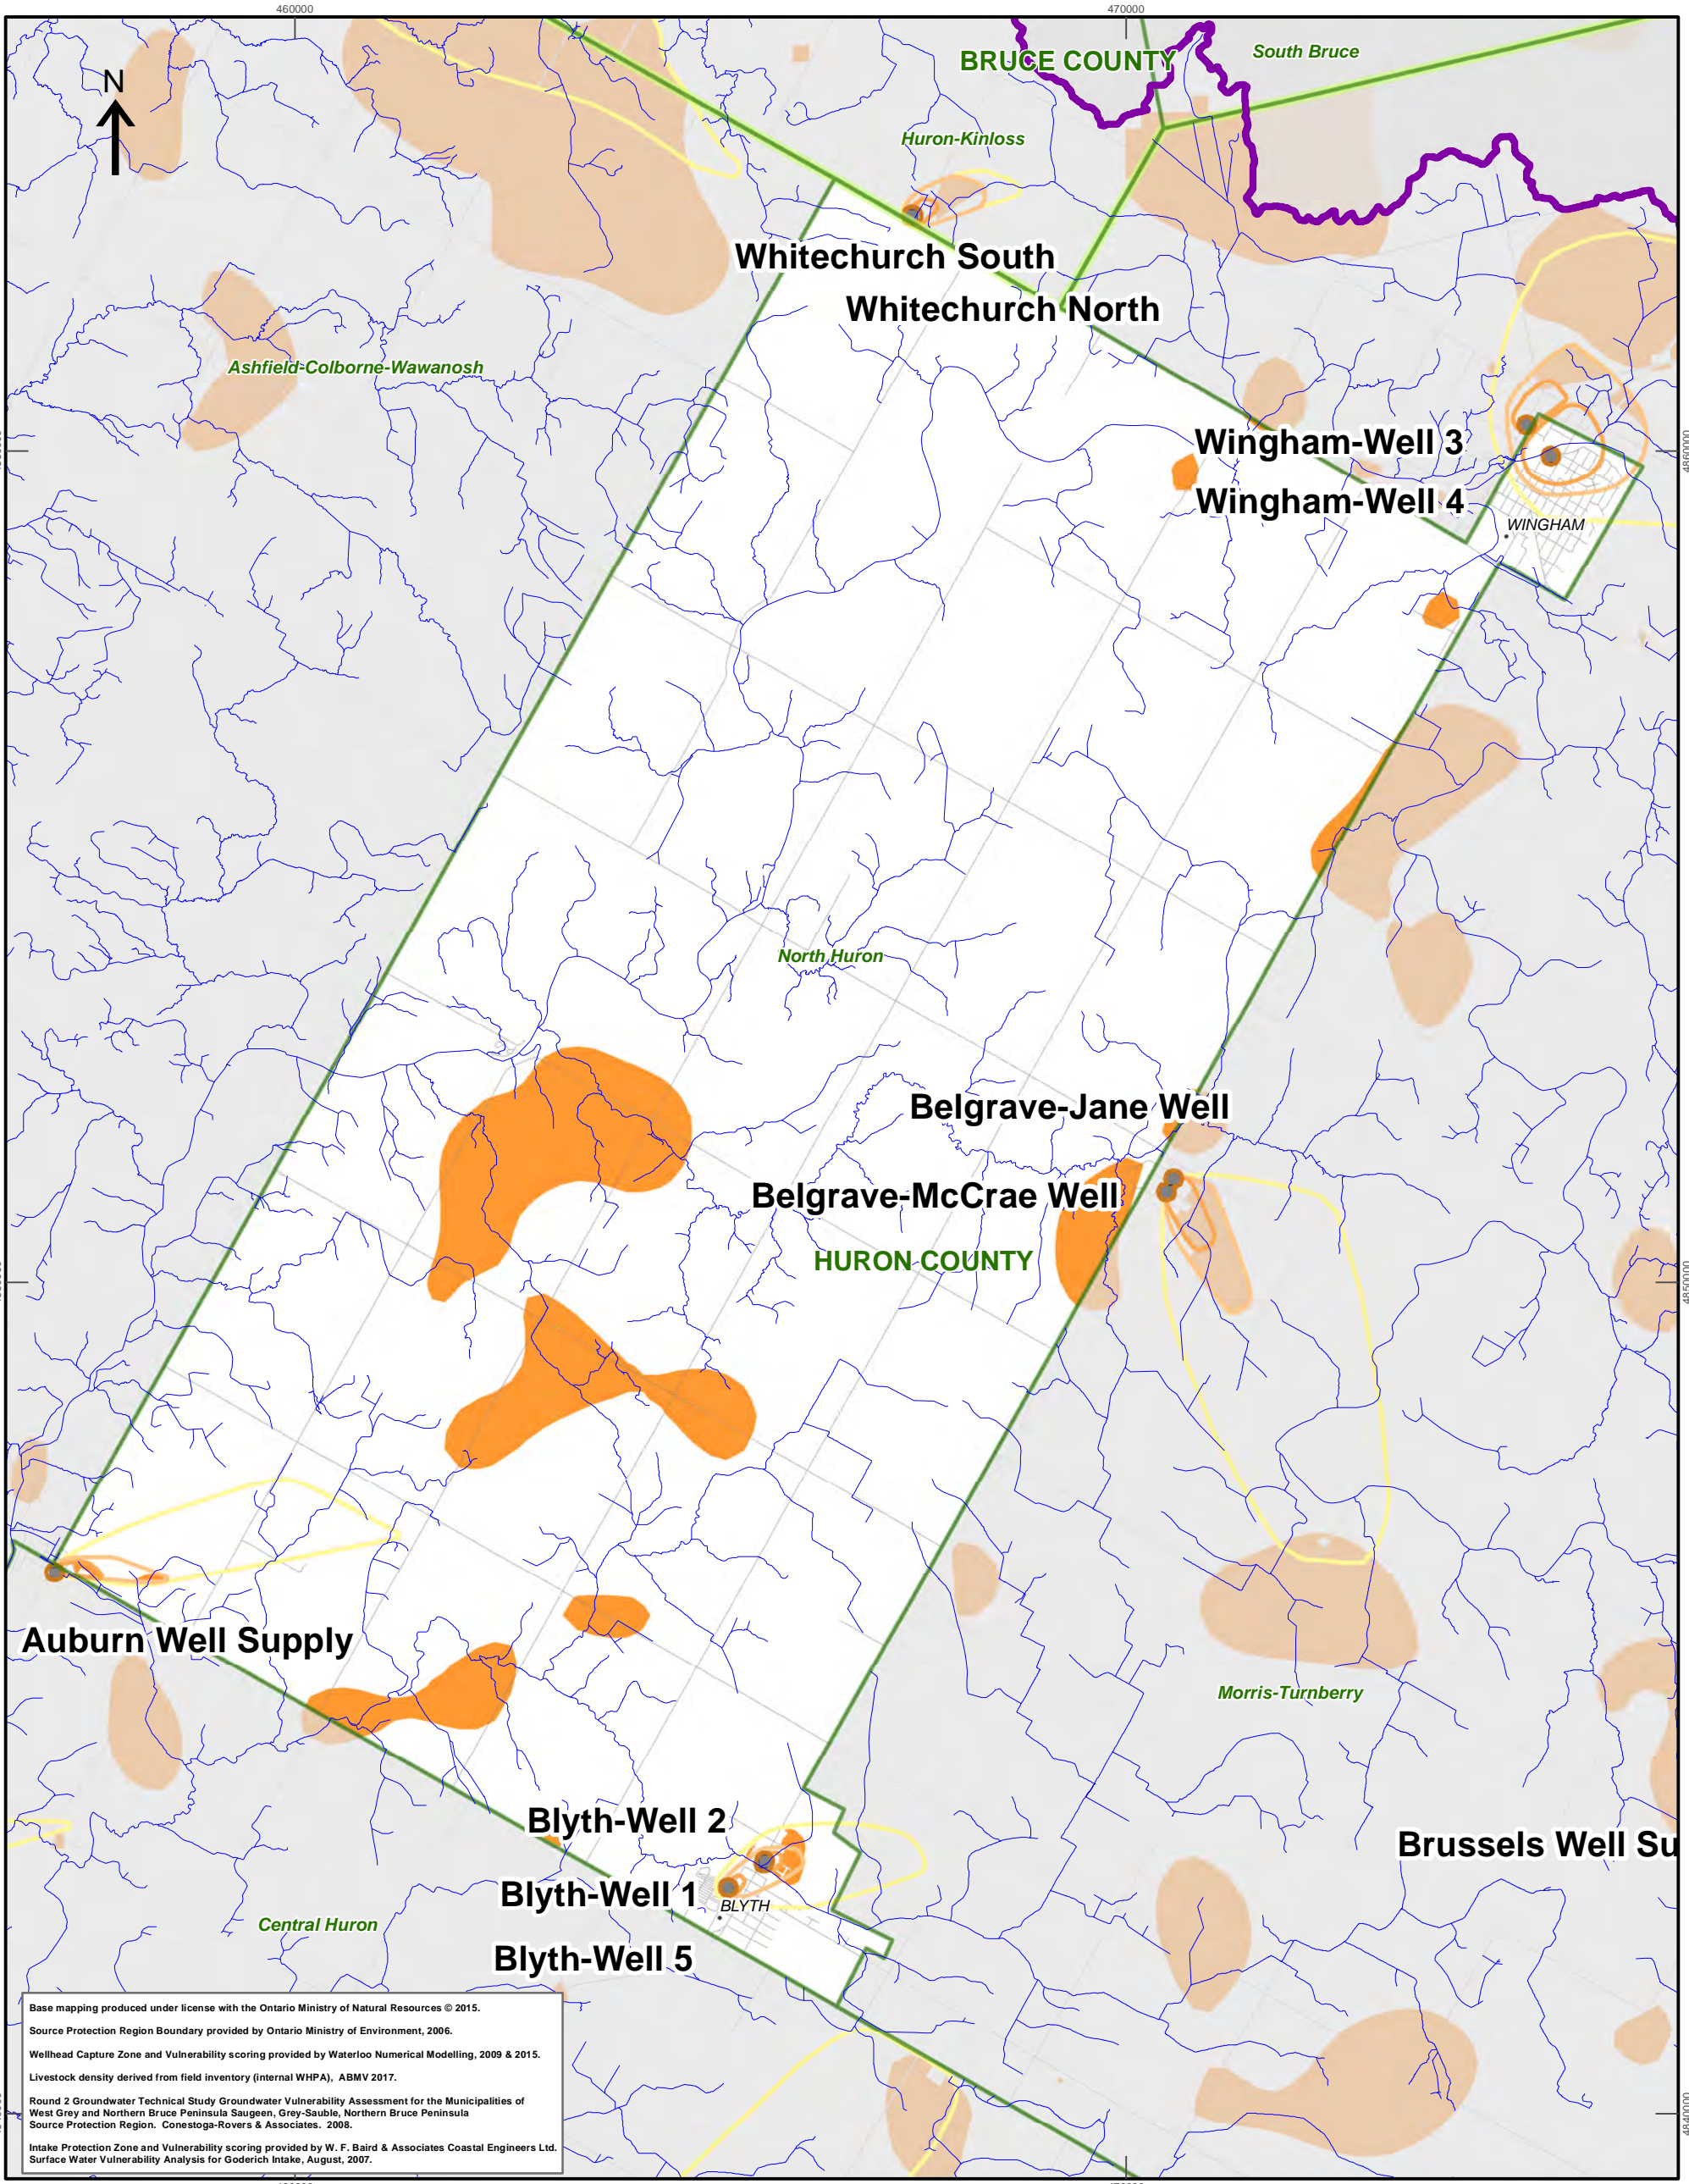 460000
470000
N
BRUCE COUNTY
South Bruce
Huron-Kinloss
Whitechurch South
Whitechurch North
Ashfield-Colborne-Wawanosh
Wingham-Well 3
4860000
Wingham-Well 4
WINGHAM
North Huron
Belgrave-Jane Well
Belgrave-McCrae Well
HURON COUNTY
4850000
Auburn Well Supply
Morris-Turnberry
Blyth-Well 2
Brussels Well Su
Blyth-Well 1
BLYTH
Central Huron
Blyth-Well 5
Base mapping produced under license with the Ontario Ministry of Natural Resources © 2015.
Source Protection Region Boundary provided by Ontario Ministry of Environment, 2006.
Wellhead Capture Zone and Vulnerability scoring provided by Waterloo Numerical Modelling, 2009 & 2015.
Livestock density derived from field inventory (internal WHPA), ABMV 2017.
Round 2 Groundwater Technical Study Groundwater Vulnerability Assessment for the Municipalities of
West Grey and Northern Bruce Peninsula Saugeen, Grey-Sauble, Northern Bruce Peninsula
Source Protection Region. Conestoga-Rovers & Associates. 2008.
4840000
Intake Protection Zone and Vulnerability scoring provided by W. F. Baird & Associates Coastal Engineers Ltd.
Surface Water Vulnerability Analysis for Goderich Intake, August, 2007.